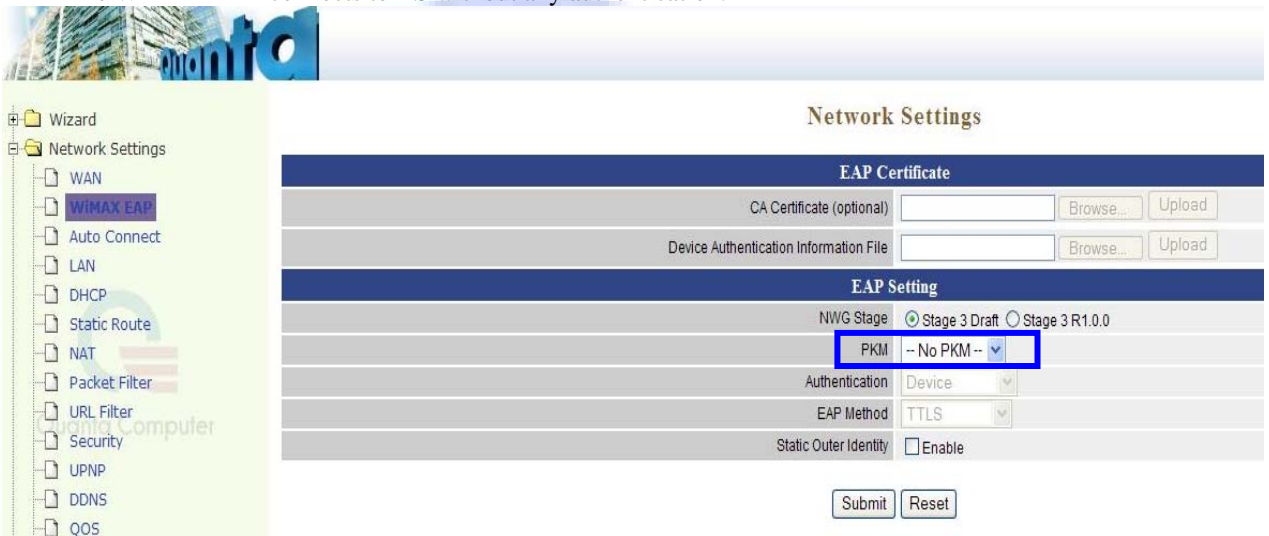 Quanta
Wizard
Network Settings
WAN
WiMAX EAP
Auto Connect
LAN
DHCP
Static Route
NAT
Packet Filter
URL Filter
Quanta Computer
Security
UPNP
DDNS
QOS
Network Settings
EAP Certificate
CA Certificate (optional) Browse... Upload
Device Authentication Information File Browse... Upload
EAP Setting
NWG Stage Stage 3 Draft Stage 3 R1.0.0
PKM -- No PKM --
Authentication Device
EAP Method TTLS
Static Outer Identity Enable
Submit Reset